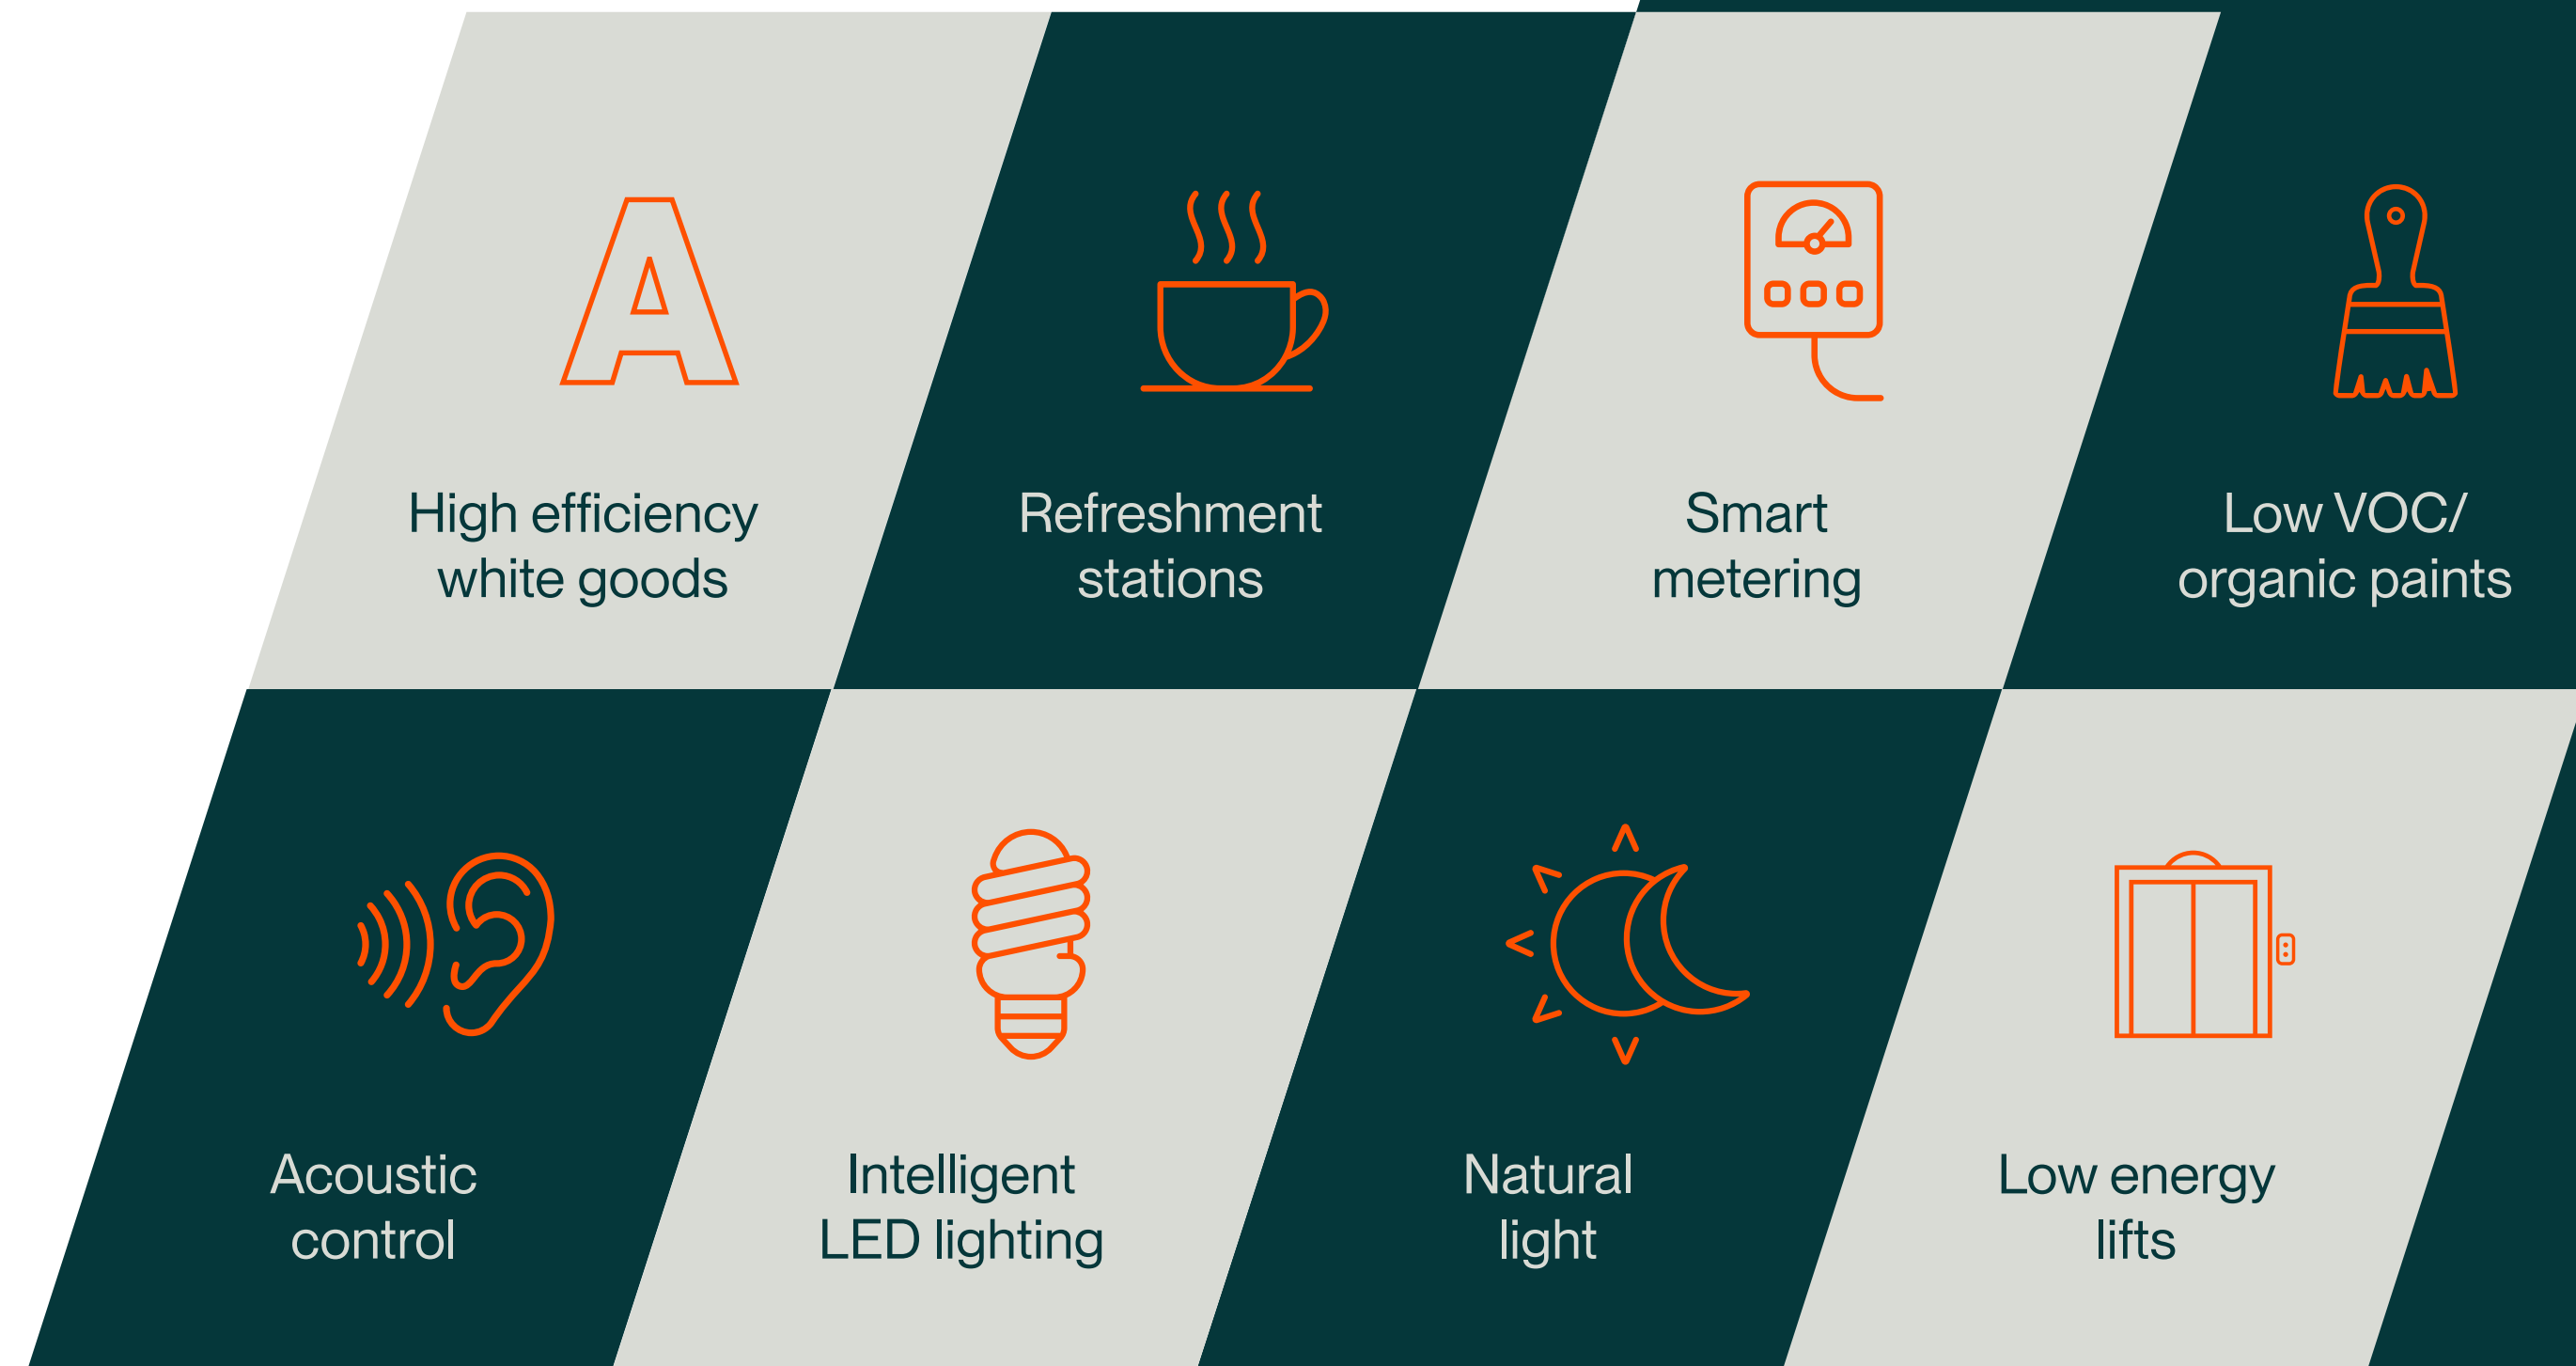 A
High efficiency
white goods
Refreshment
stations
Smart
metering
Low VOC/
organic paints
Acoustic
control
Intelligent
LED lighting
Natural
light
Low energy
lifts